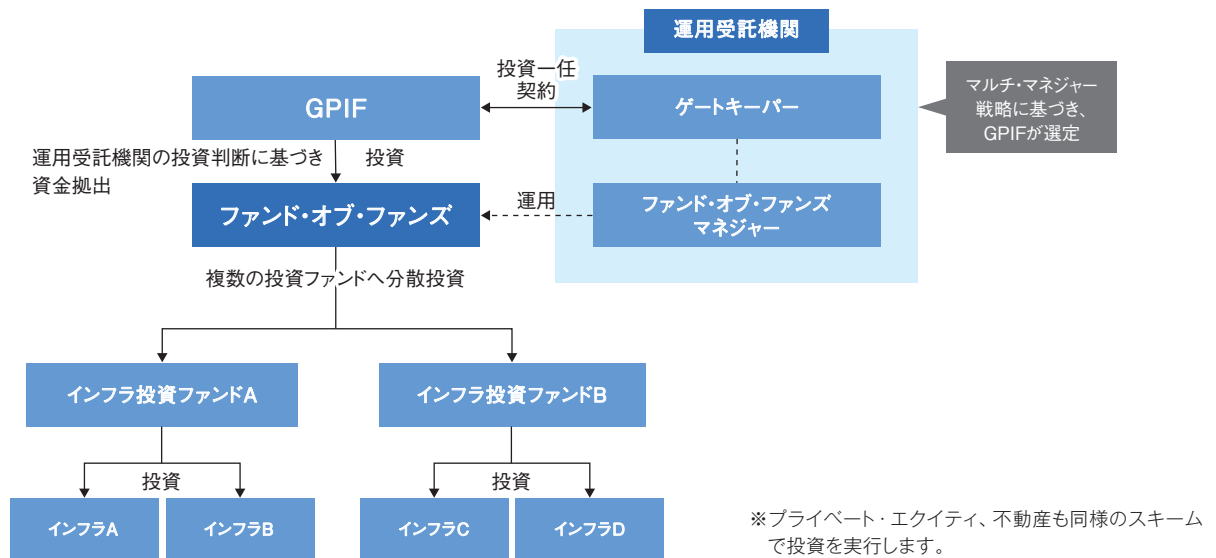 運用受託機関
投資一任
契約
GPIF
ゲートキーパー
マルチ・マネジャー
戦略に基づき、
GPIFが選定
運用受託機関の投資判断に基づき
資金拠出
投資
ファンド・オブ・ファンズ
運用
ファンド・オブ・ファンズ
マネジャー
複数の投資ファンドへ分散投資
インフラ投資ファンドA
インフラ投資ファンドB
投資
投資
インフラA
インフラB
インフラC
インフラD
※プライベート・エクイティ、不動産も同様のスキーム
で投資を実行します。